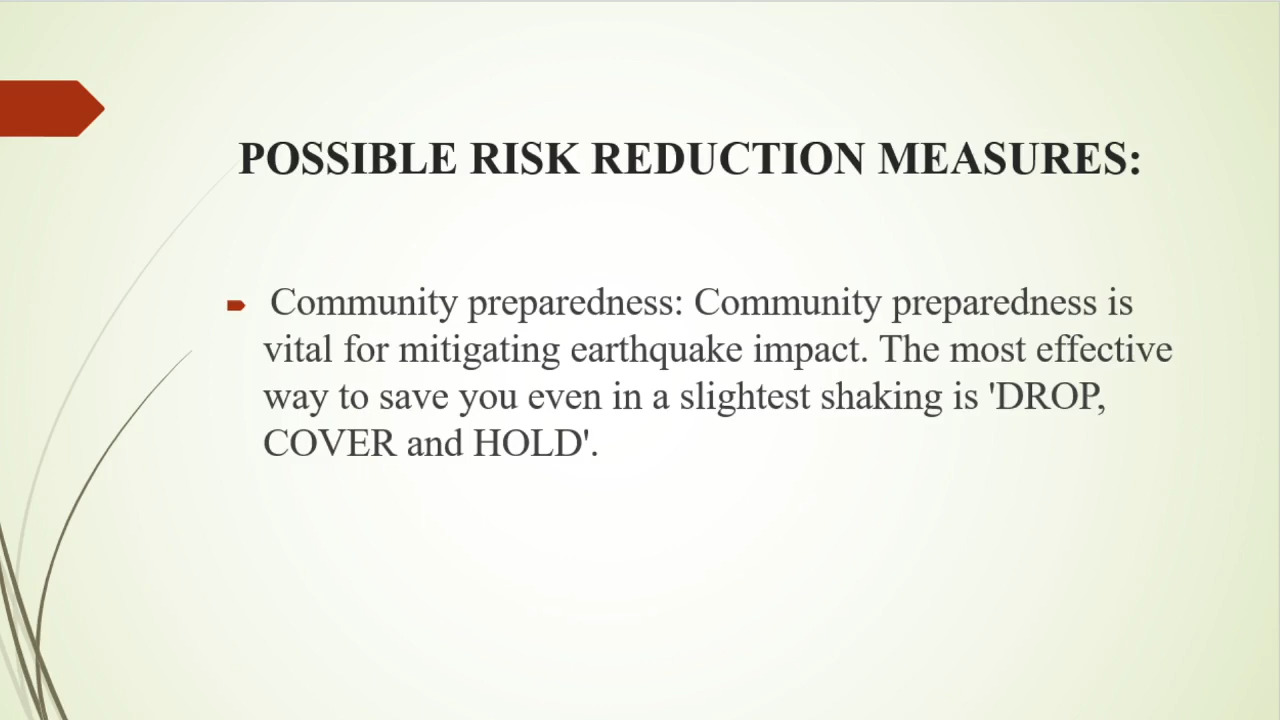 POSSIBLE RISK REDUCTION MEASURES:
Community preparedness: Community preparedness is
vital for mitigating earthquake impact. The most effective
way to save you even in a slightest shaking is 'DROP,
COVER and HOLD'.